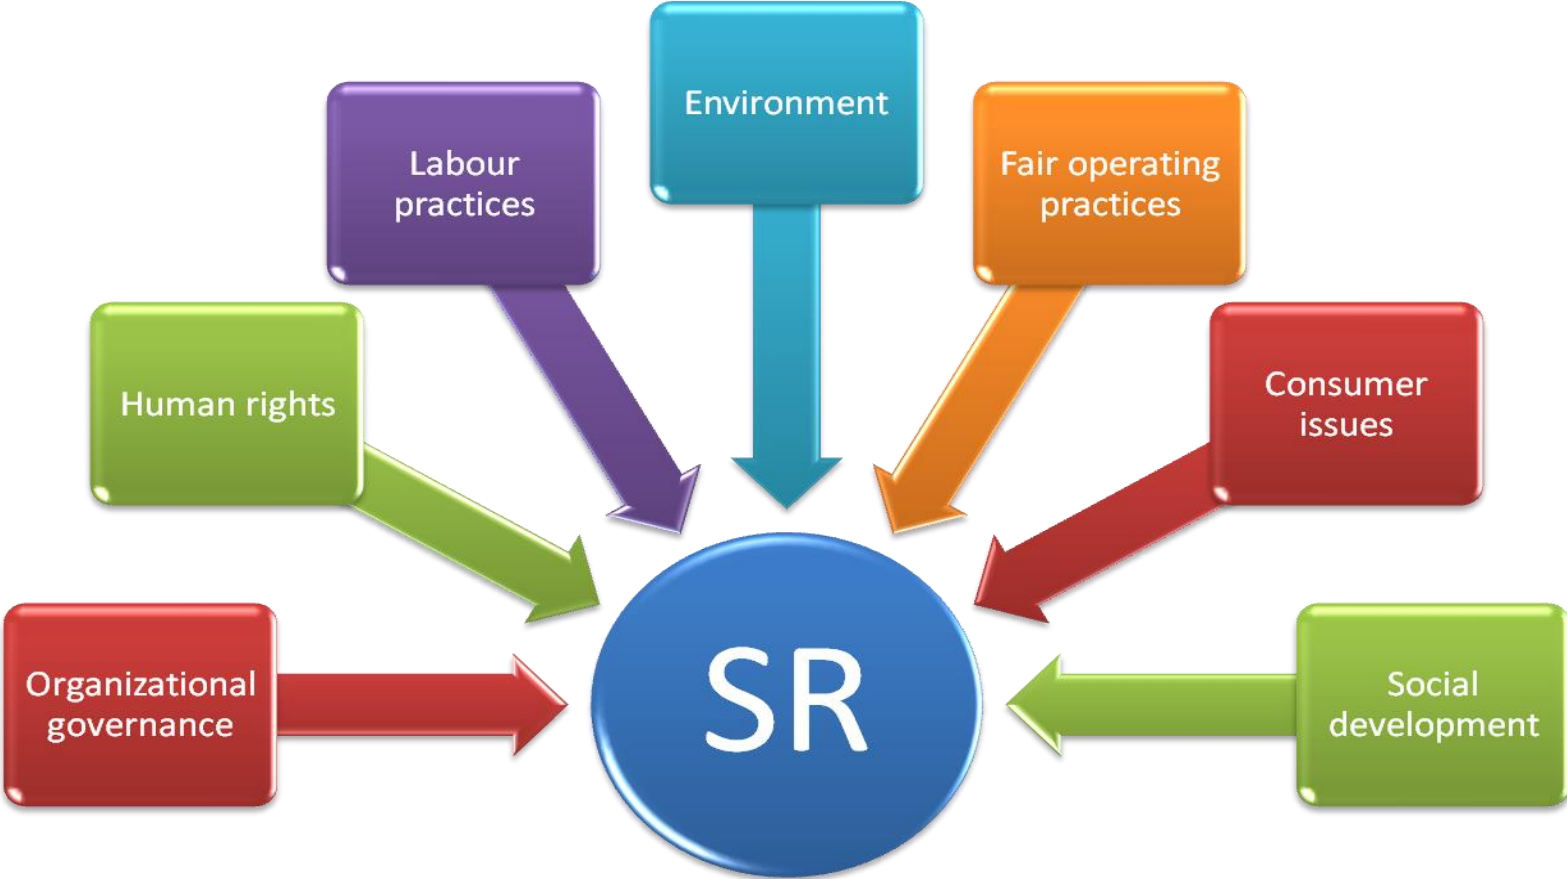 Environment
Labour
practices
Fair operating
practices
Human rights
Consumer
issues
Organizational
governance
SR
Social
development